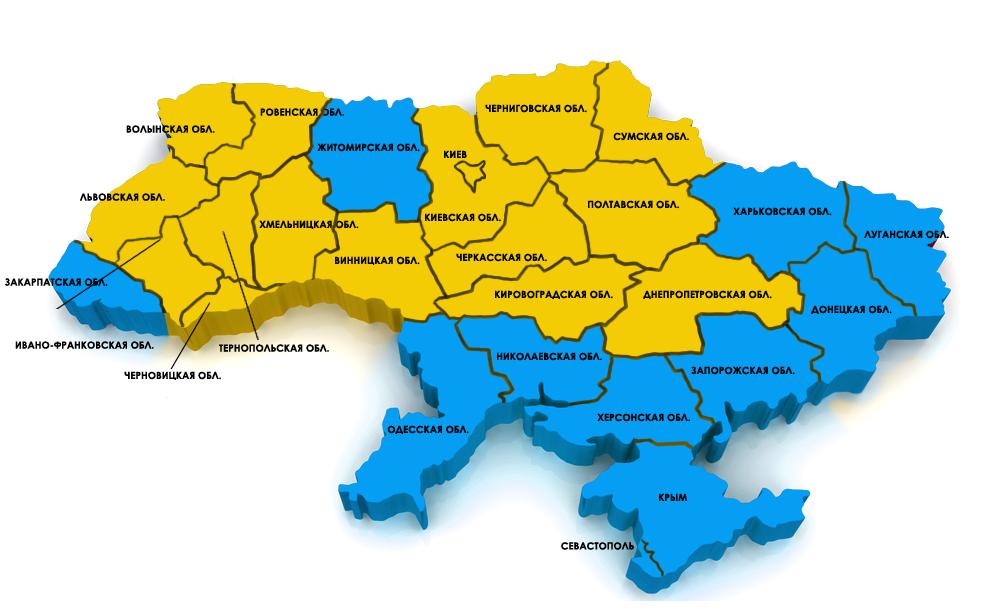 ЧЕРНИГОВСКАЯ ОБЛ.
РОВЕНСКАЯ ОБЛ.
ВОЛЫНСКАЯ ОБЛ.
СУМСКАЯ ОБЛ.
ЖИТОМИРСКАЯ ОБЛ.
КИЕВ
ЛЬВОВСКАЯ ОБЛ.
ПОЛТАВСКАЯ ОБЛ.
ХАРЬКОВСКАЯ ОБЛ.
КИЕВСКАЯ ОБЛ.
ХМЕЛЬНИЦКАЯ ОБЛ.
ЛУГАНСКАЯ ОБЛ.
ЧЕРКАССКАЯ ОБЛ.
ВИННИЦКАЯ ОБЛ.
ЗАКАРПАТСКАЯ ОБЛ.
КИРОВОГРАДСКАЯ ОБЛ.
ДНЕПРОПЕТРОВСКАЯ ОБЛ.
ДОНЕЦКАЯ ОБЛ.
ИВАНО-ФРАНКОВСКАЯ ОБЛ.
ТЕРНОПОЛЬСКАЯ ОБЛ.
НИКОЛАЕВСКАЯ ОБЛ.
ЗАПОРОЖСКАЯ ОБЛ.
ЧЕРНОВИЦКАЯ ОБЛ.
ХЕРСОНСКАЯ ОБЛ.
ОДЕССКАЯ ОБЛ.
КРЫМ
СЕВАСТОПОЛЬ